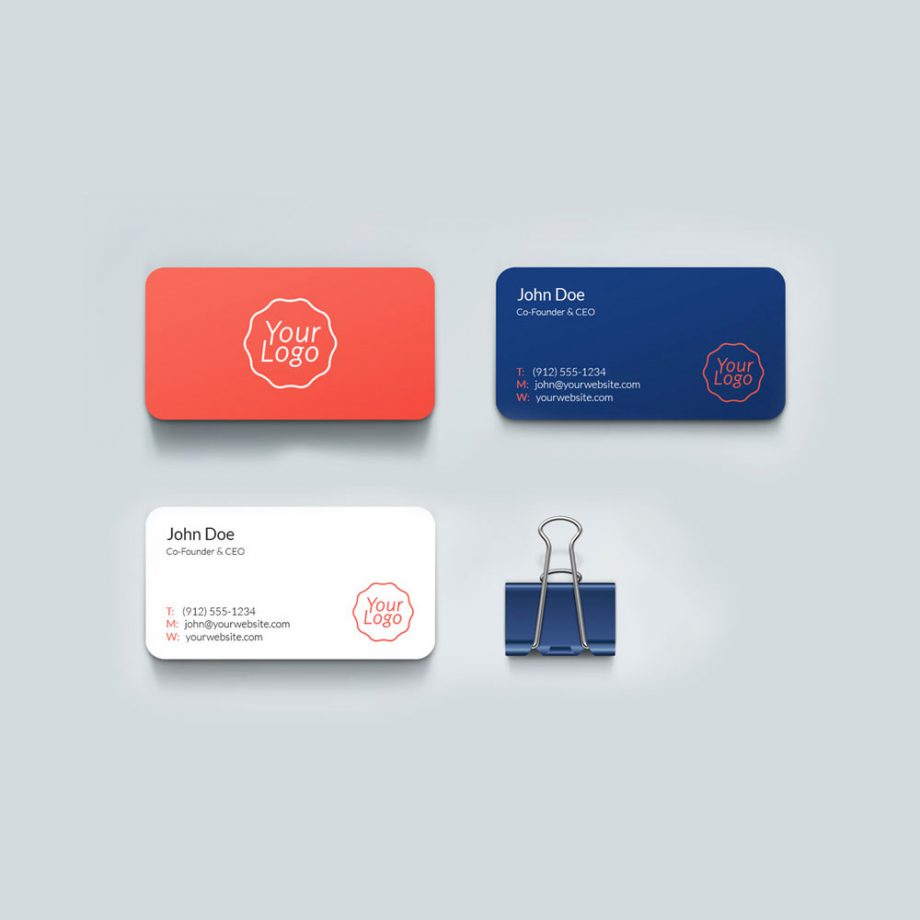 Your
Logo
John Doe
Co-Founder & CEO
T: (912) 555-1234
M: john@yourwebsite.com
W: yourwebsite.com
Your
Logo
John Doe
Co-Founder & CEO
T: (912) 555-1234
M: john@yourwebsite.com
W: yourwebsite.com
Your
Logo